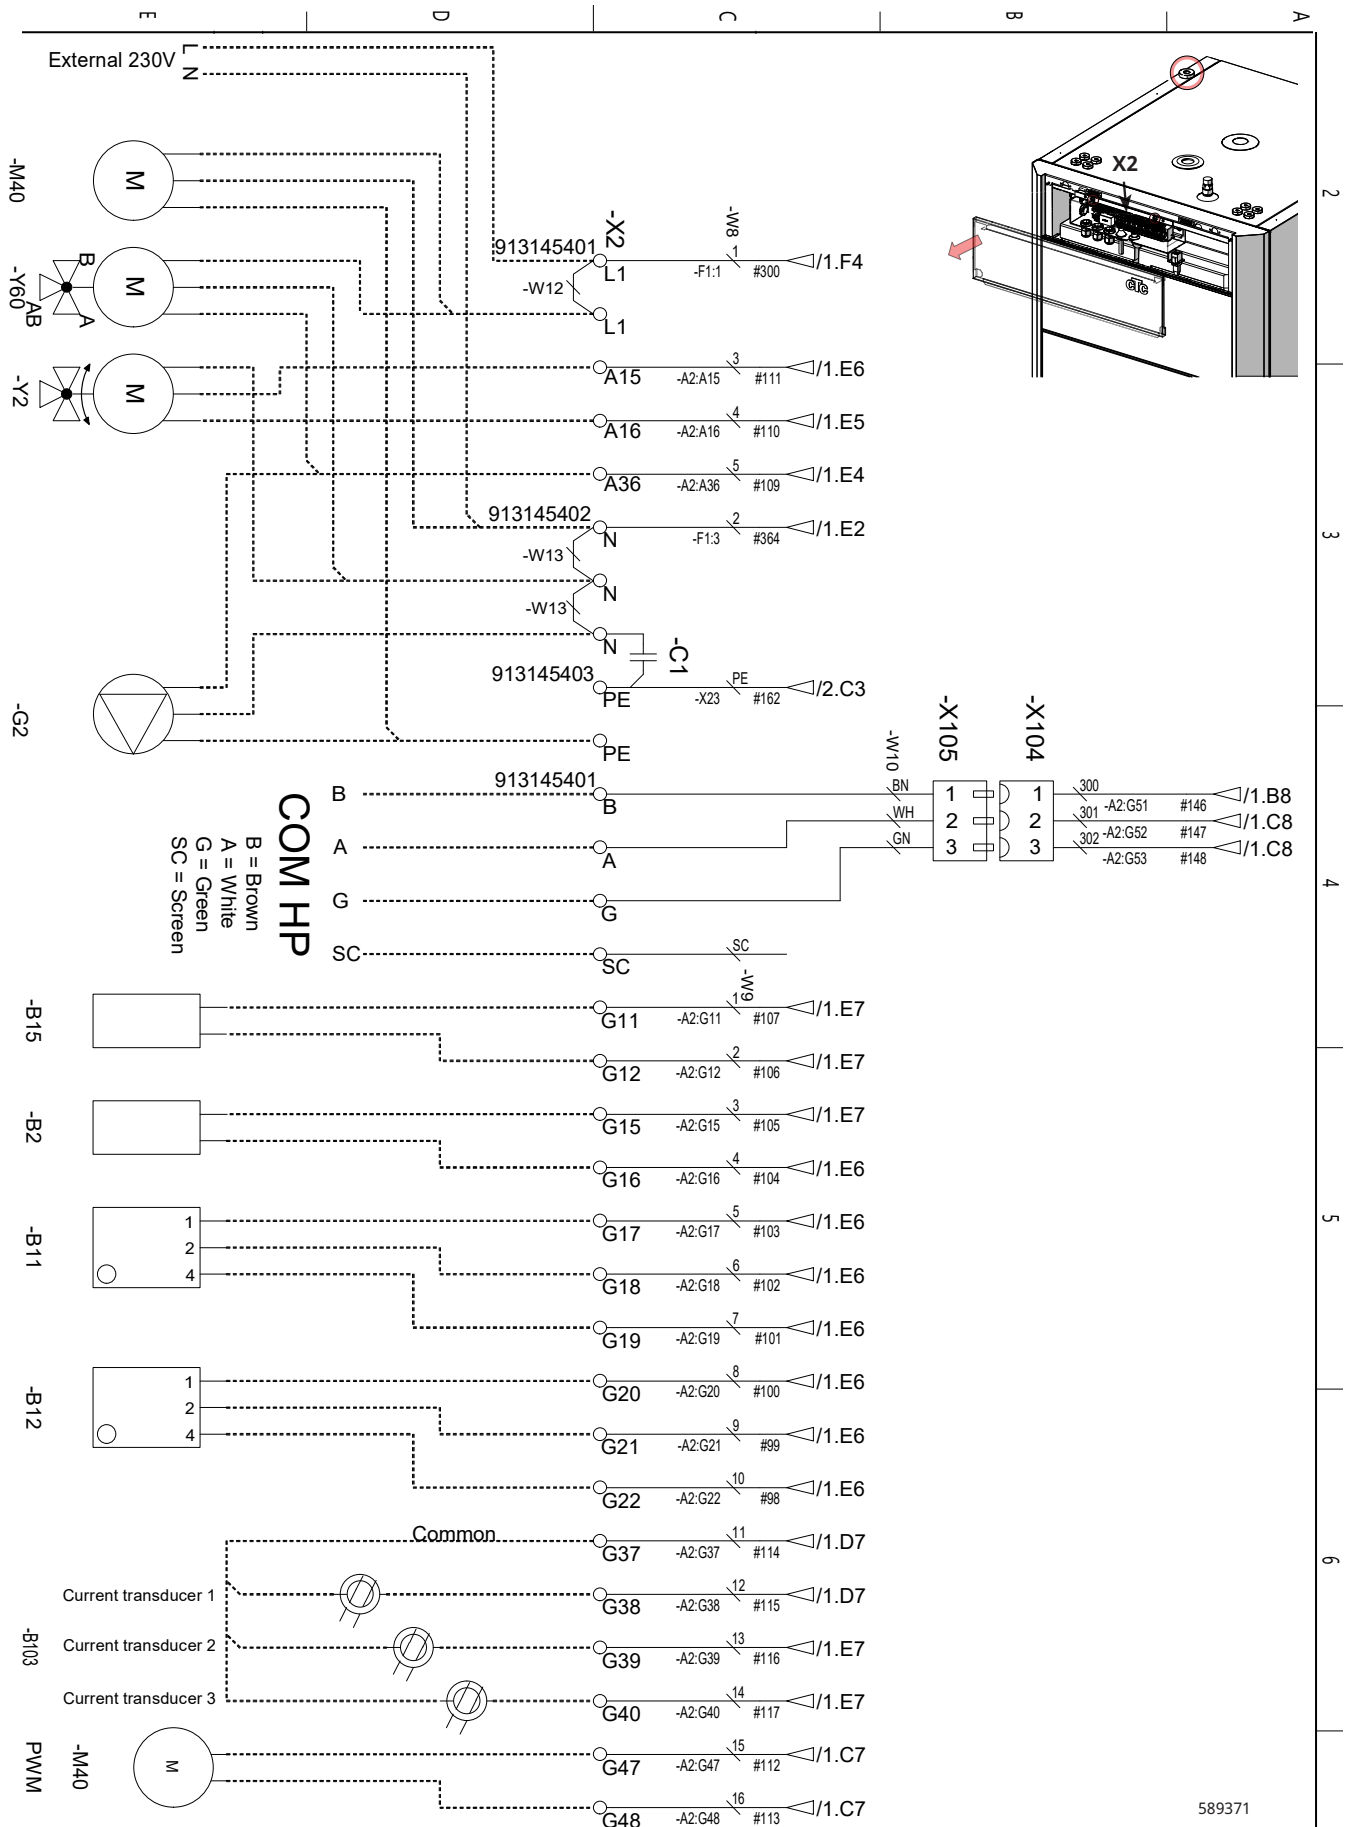 E
D
C
B
A
External 230V
L
N
2
X2
cTc
-M40
M
-X2
-W8
913145401
L1
-F1:1
1
#300
/1.F4
-W12
L1
-Y60
B
AB
A
M
-Y2
M
A15
-A2:A15
3
#111
/1.E6
A16
-A2:A16
4
#110
/1.E5
A36
-A2:A36
5
#109
/1.E4
913145402
N
-F1:3
2
#364
/1.E2
3
-W13
N
-W13
N
-C1
913145403
PE
-X23
PE
#162
/2.C3
-G2
PE
-X105
-X104
-W10
B
913145401
B
BN
1
1
300
-A2:G51
#146
/1.B8
WH
2
2
301
-A2:G52
#147
/1.C8
A
A
GN
3
3
302
-A2:G53
#148
/1.C8
4
G
G
SC
SC
SC
COM HP
B = Brown
A = White
G = Green
SC = Screen
-W9
-B15
G11
-A2:G11
1
#107
/1.E7
G12
-A2:G12
2
#106
/1.E7
-B2
G15
-A2:G15
3
#105
/1.E7
G16
-A2:G16
4
#104
/1.E6
5
-B11
1
G17
-A2:G17
5
#103
/1.E6
2
G18
-A2:G18
6
#102
/1.E6
4
G19
-A2:G19
7
#101
/1.E6
-B12
1
G20
-A2:G20
8
#100
/1.E6
2
G21
-A2:G21
9
#99
/1.E6
4
G22
-A2:G22
10
#98
/1.E6
Common
G37
-A2:G37
11
#114
/1.D7
6
Current transducer 1
G38
-A2:G38
12
#115
/1.D7
-B103
Current transducer 2
G39
-A2:G39
13
#116
/1.E7
Current transducer 3
G40
-A2:G40
14
#117
/1.E7
PWM
-M40
M
G47
-A2:G47
15
#112
/1.C7
G48
-A2:G48
16
#113
/1.C7
589371